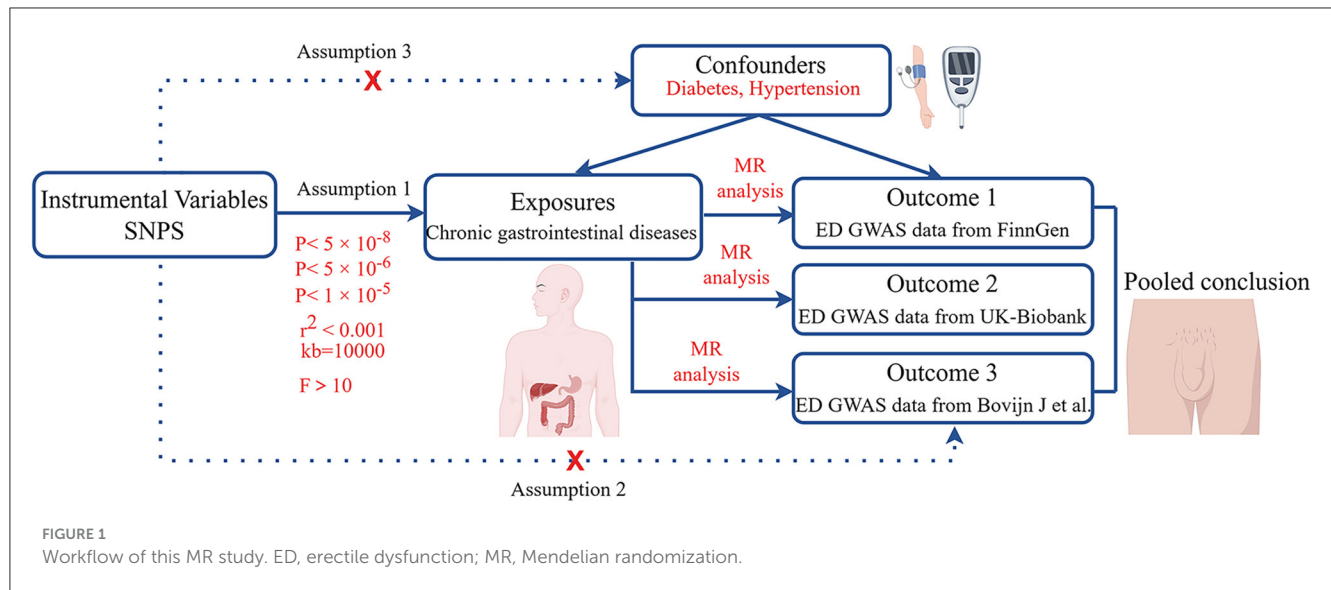 Assumption 3
X
Confounders
Diabetes, Hypertension
Instrumental Variables
SNPS
Assumption 1
P< 5 × 10⁻⁸
P< 5 × 10⁻⁶
P< 1 × 10⁻⁵
r² < 0.001
kb=10000
F > 10
Exposures
Chronic gastrointestinal diseases
MR
analysis
MR
analysis
MR
analysis
Outcome 1
ED GWAS data from FinnGen
Outcome 2
ED GWAS data from UK-Biobank
Outcome 3
ED GWAS data from Bovijn J et al.
Pooled conclusion
X
Assumption 2
FIGURE 1
Workflow of this MR study. ED, erectile dysfunction; MR, Mendelian randomization.